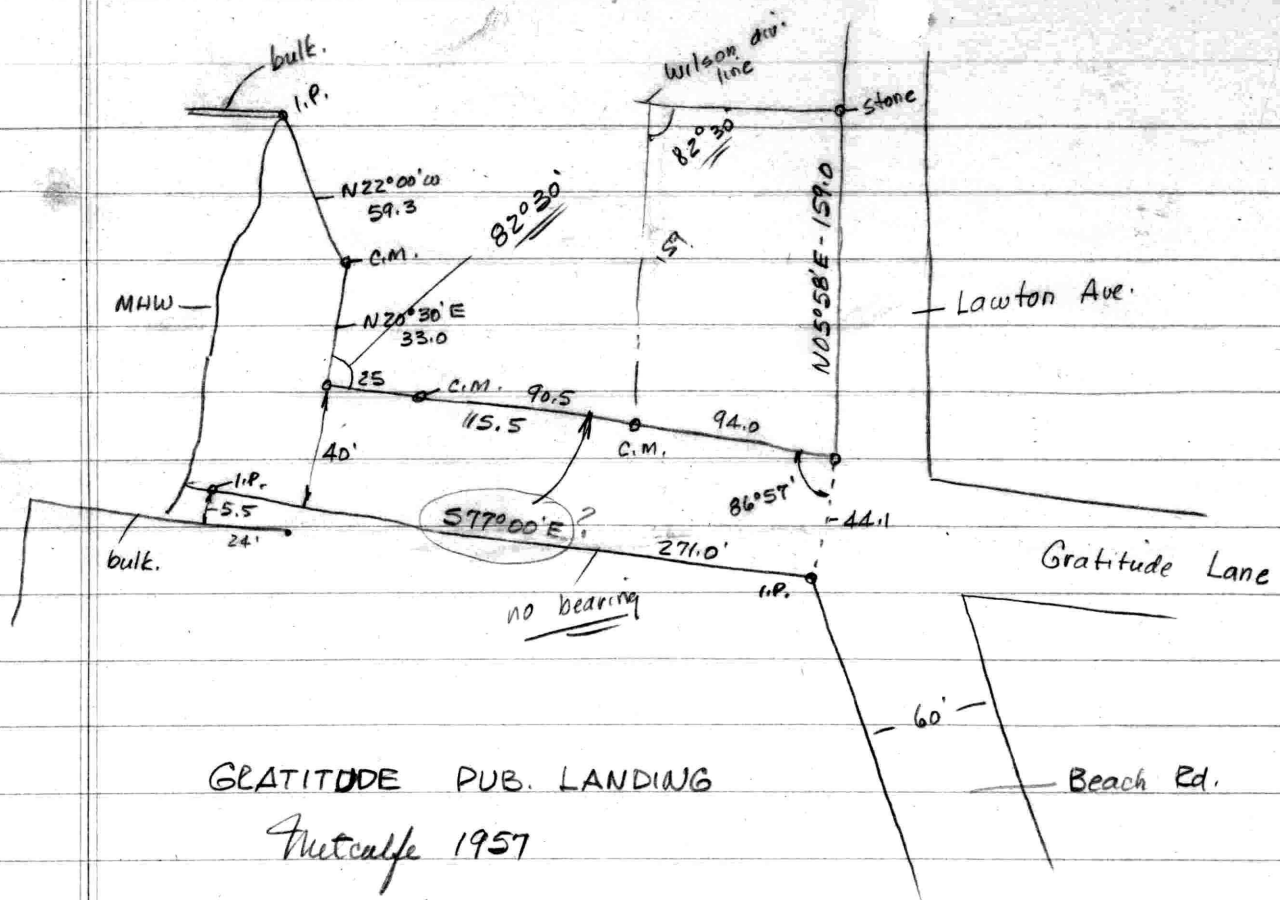 bulk.
I.P.
Wilson div.
line
stone
82°30'
N22°00'W
59.3
82°30'
C.M.
159
N05°58'E - 159.0
MHW
N20°30'E
33.0
Lawton Ave.
25
C.M.
90.5
115.5
94.0
C.M.
40'
I.P.
5.5
86°57'
S77°00'E?
44.1
24'
bulk.
271.0'
Gratitude Lane
I.P.
no bearing
60'
GRATITUDE PUB. LANDING
Beach Rd.
Metcalfe 1957